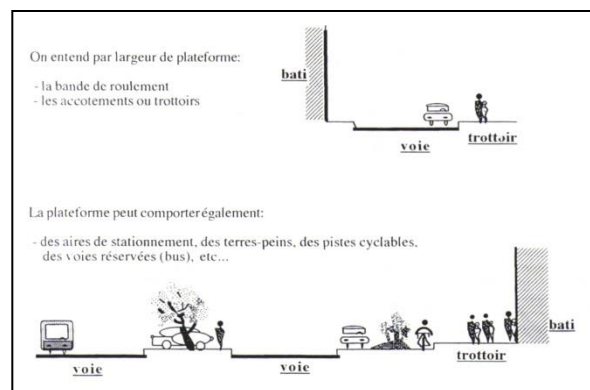 On entend par largeur de plateforme:
- la bande de roulement
- les accotements ou trottoirs
bati
voie
trottoir
La plateforme peut comporter également:
- des aires de stationnement, des terres-peins, des pistes cyclables,
des voies réservées (bus), etc...
voie
voie
trottoir
bati